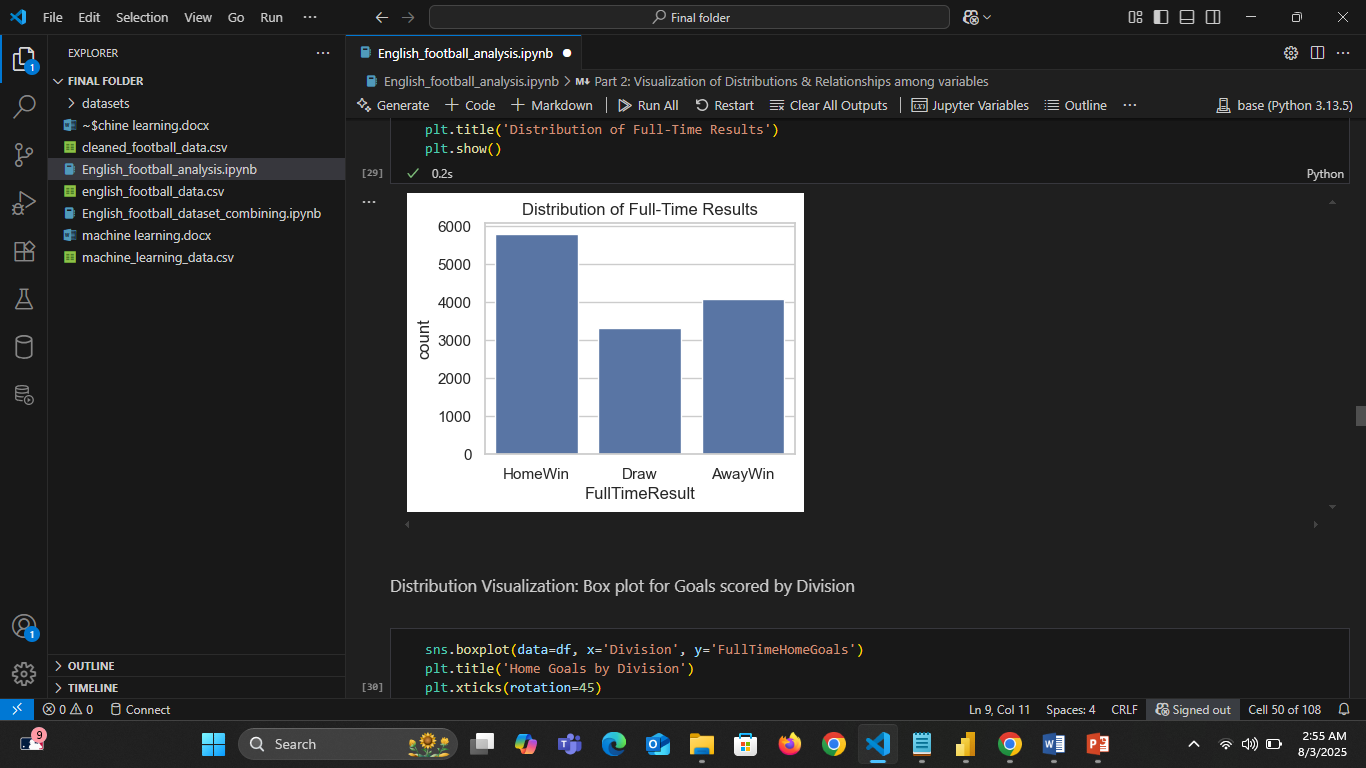 File Edit Selection View Go Run ···
Final folder
EXPLORER ···
FINAL FOLDER
datasets
~$chine learning.docx
cleaned_football_data.csv
English_football_analysis.ipynb
english_football_data.csv
English_football_dataset_combining.ipynb
machine learning.docx
machine_learning_data.csv
OUTLINE
TIMELINE
1
1
English_football_analysis.ipynb
English_football_analysis.ipynb > M↓ Part 2: Visualization of Distributions & Relationships among variables
Generate + Code + Markdown Run All Restart Clear All Outputs Jupyter Variables Outline ··· base (Python 3.13.5)
plt.title('Distribution of Full-Time Results')
plt.show()
[29] ✓ 0.2s Python
···
Distribution of Full-Time Results
6000
5000
4000
3000
2000
1000
0
count
HomeWin Draw AwayWin
FullTimeResult
Distribution Visualization: Box plot for Goals scored by Division
sns.boxplot(data=df, x='Division', y='FullTimeHomeGoals')
plt.title('Home Goals by Division')
[30] plt.xticks(rotation=45)
0 0 Connect Ln 9, Col 11 Spaces: 4 CRLF Signed out Cell 50 of 108
9 Search 2:55 AM
8/3/2025